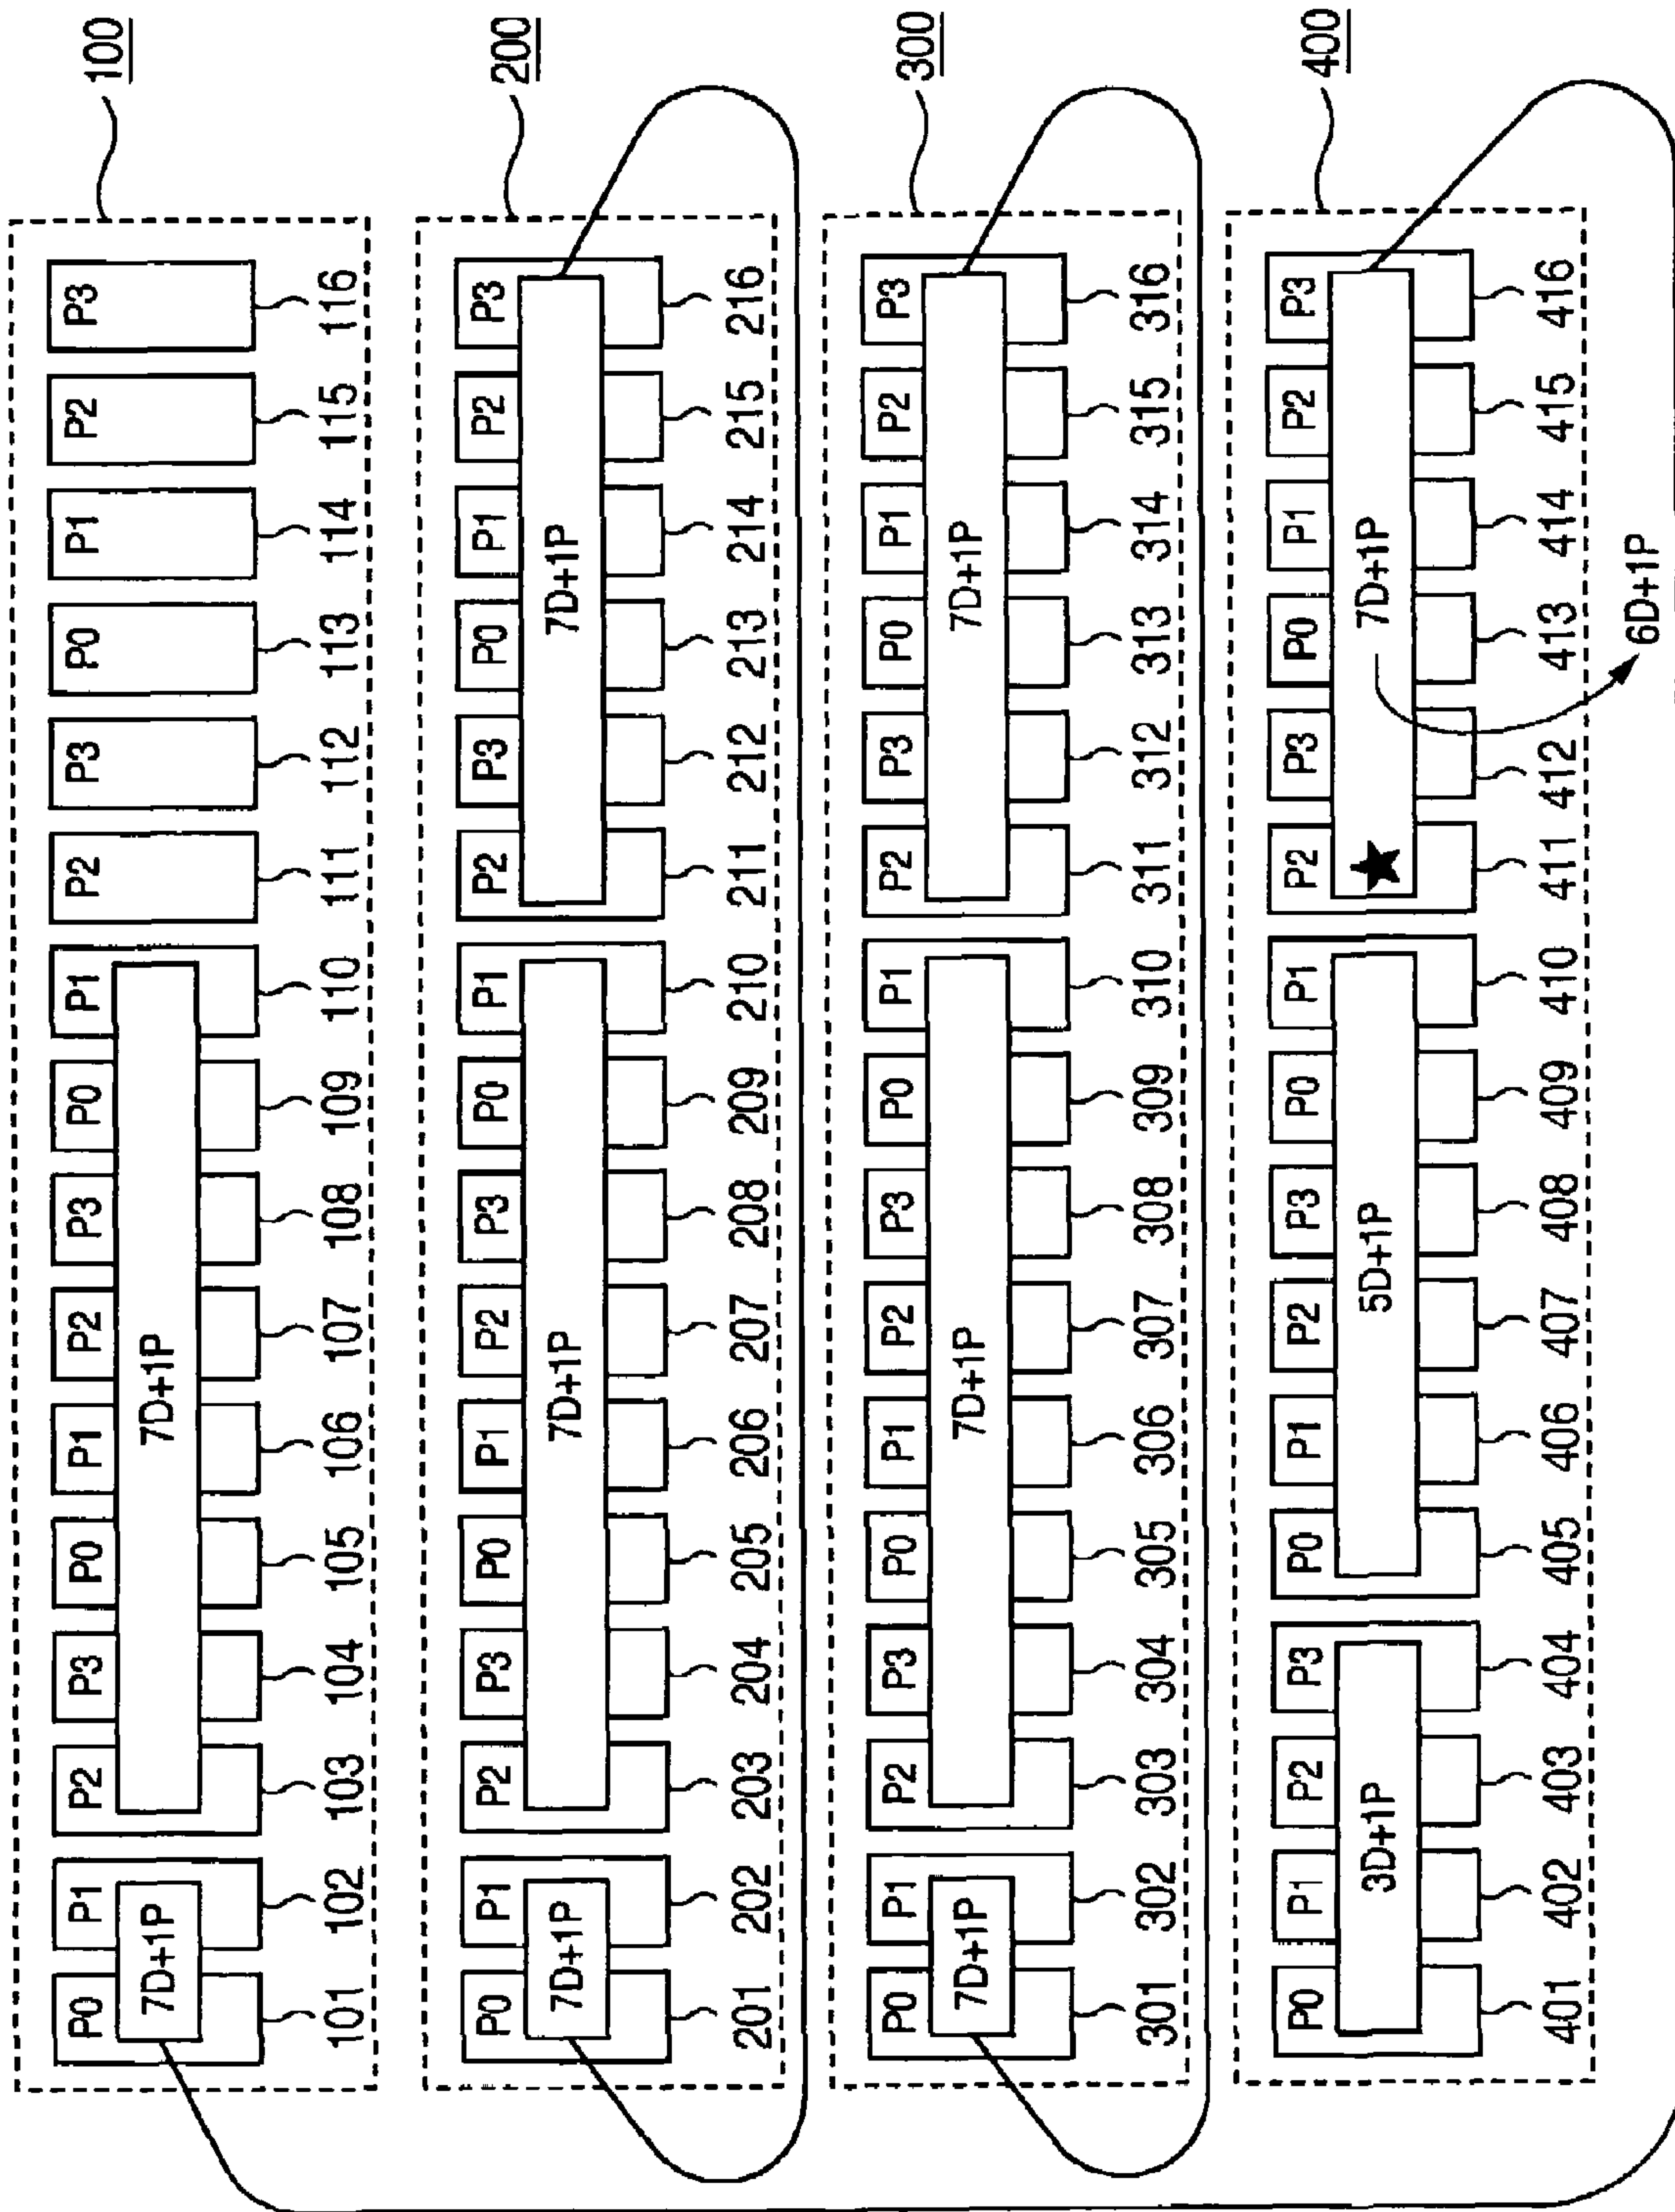 100
P0 P1 P2 P3 P0 P1 P2 P3 P0 P1 P2 P3 P0 P1 P2 P3
7D+1P 7D+1P
101 102 103 104 105 106 107 108 109 110 111 112 113 114 115 116
200
P0 P1 P2 P3 P0 P1 P2 P3 P0 P1 P2 P3 P0 P1 P2 P3
7D+1P 7D+1P 7D+1P
201 202 203 204 205 206 207 208 209 210 211 212 213 214 215 216
300
P0 P1 P2 P3 P0 P1 P2 P3 P0 P1 P2 P3 P0 P1 P2 P3
7D+1P 7D+1P 7D+1P
301 302 303 304 305 306 307 308 309 310 311 312 313 314 315 316
400
P0 P1 P2 P3 P0 P1 P2 P3 P0 P1 P2 P3 P0 P1 P2 P3
3D+1P 5D+1P 7D+1P
401 402 403 404 405 406 407 408 409 410 411 412 413 414 415 416
6D+1P